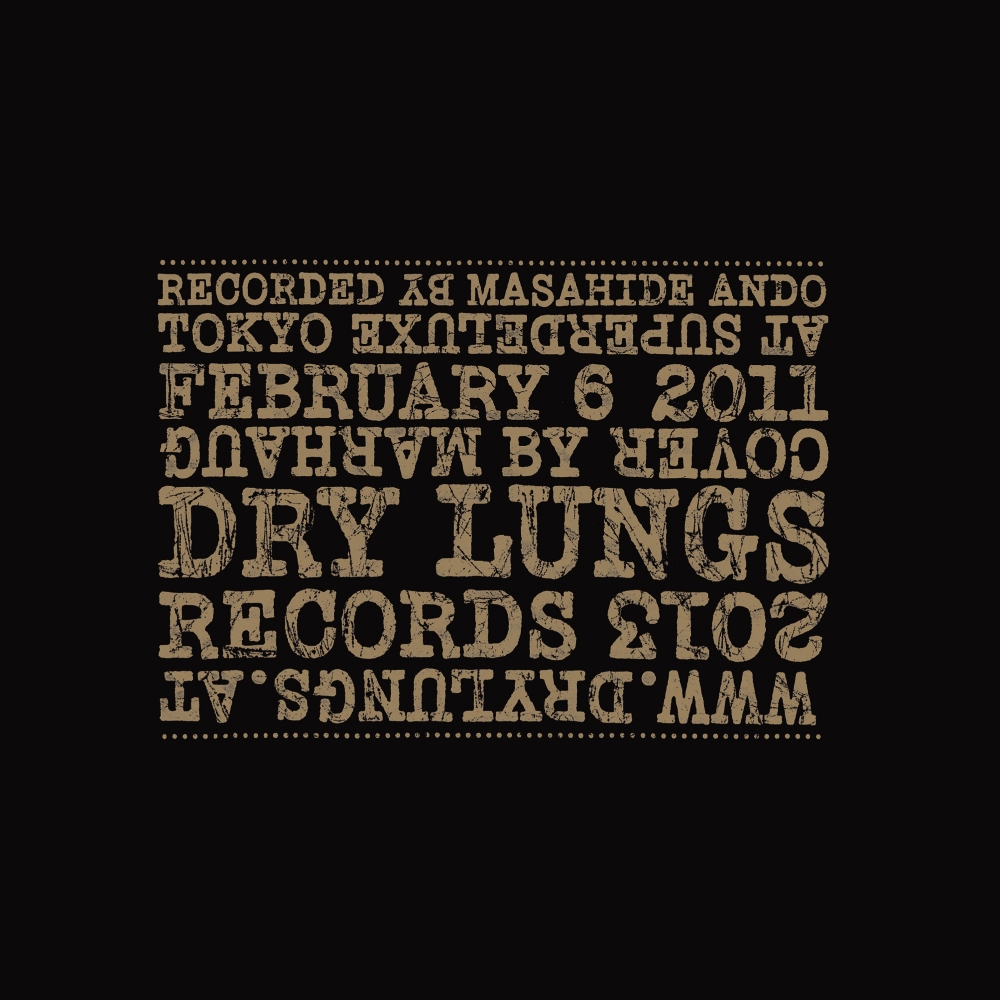 RECORDED BY MASAHIDE ANDO
TOKYO AT SUPERDELUXE
FEBRUARY 6 2011
COVER BY MARHAUG
DRY LUNGS
RECORDS 2013
WWW.DRYLUNGS.AT